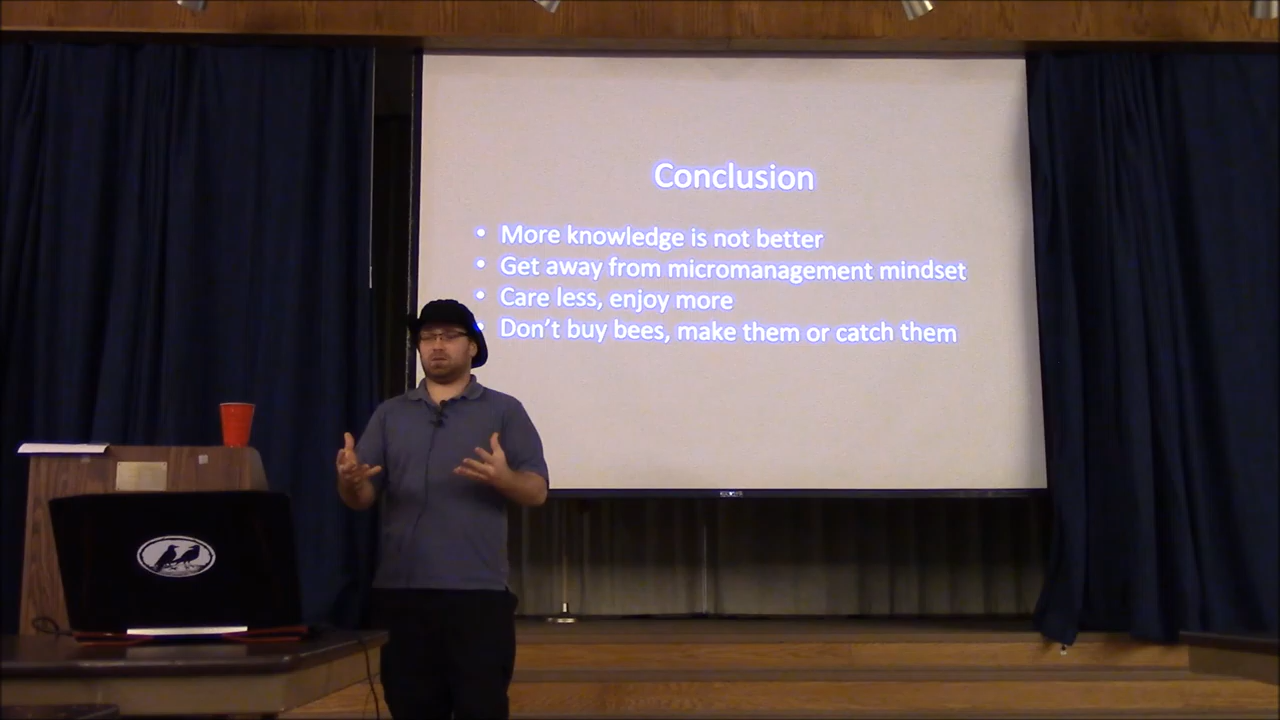 Conclusion
• More knowledge is not better
• Get away from micromanagement mindset
• Care less, enjoy more
• Don't buy bees, make them or catch them